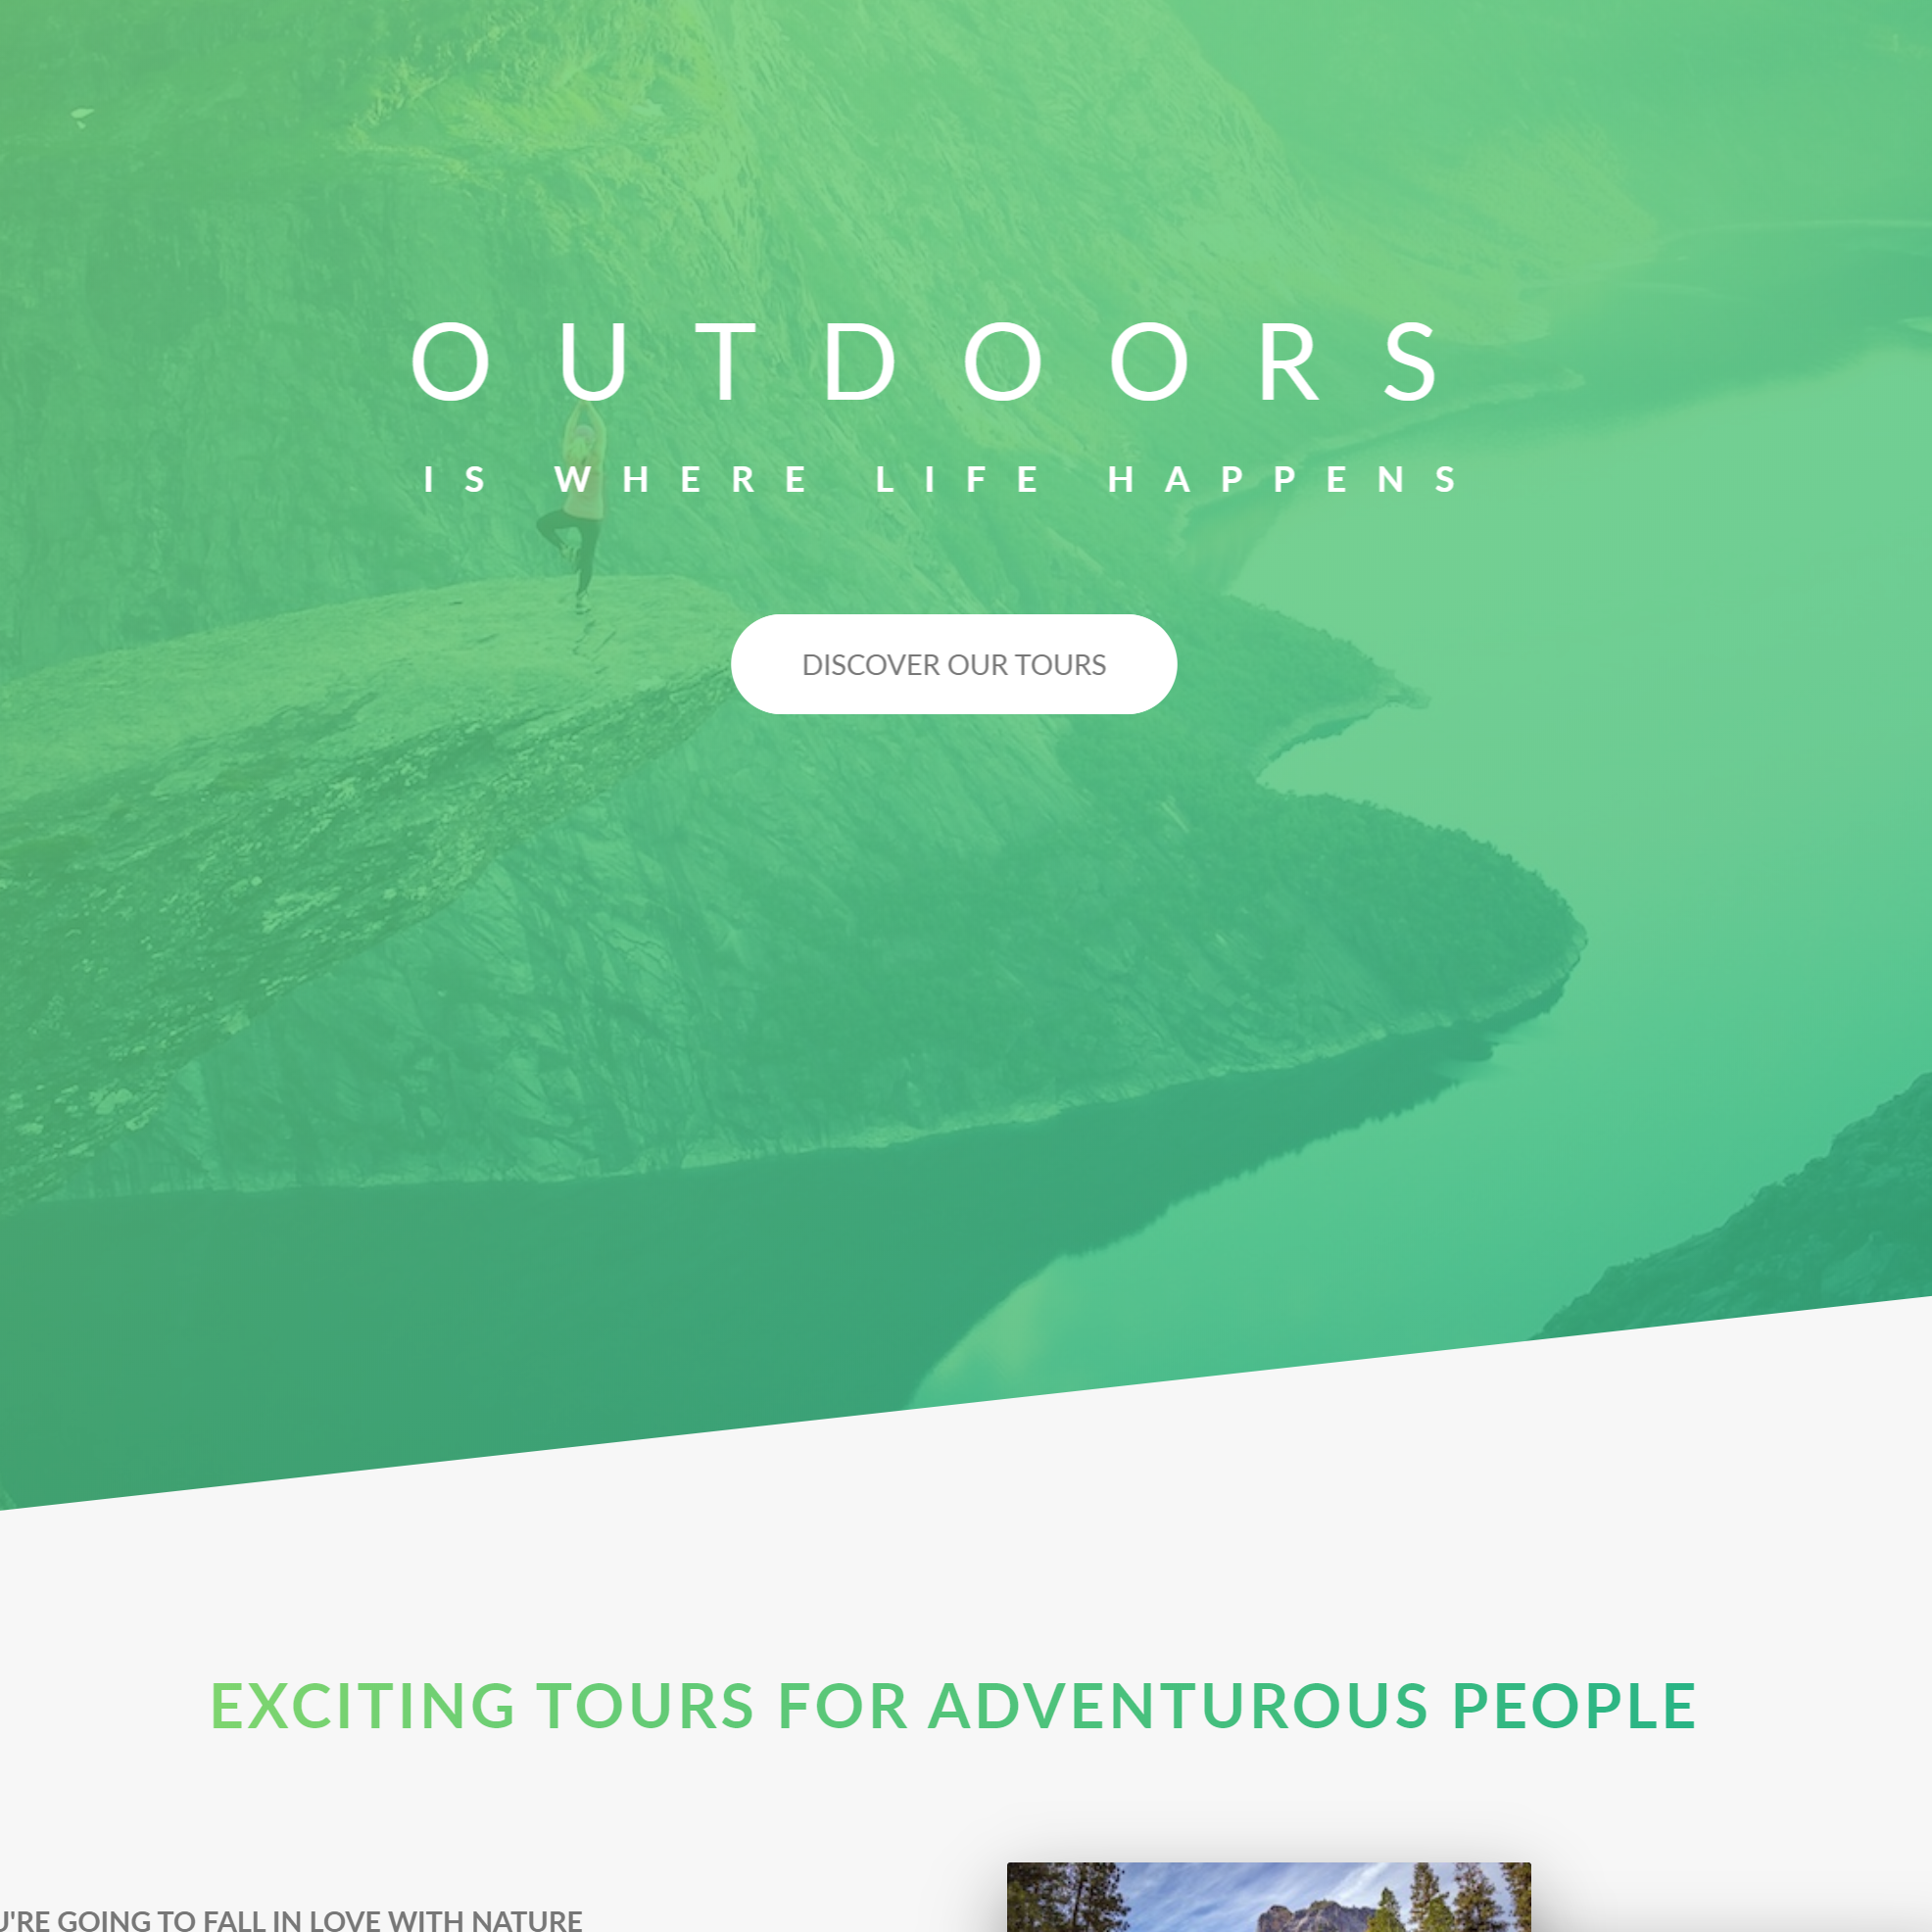 OUTDOORS
IS WHERE LIFE HAPPENS
DISCOVER OUR TOURS
EXCITING TOURS FOR ADVENTUROUS PEOPLE
U'RE GOING TO FALL IN LOVE WITH NATURE